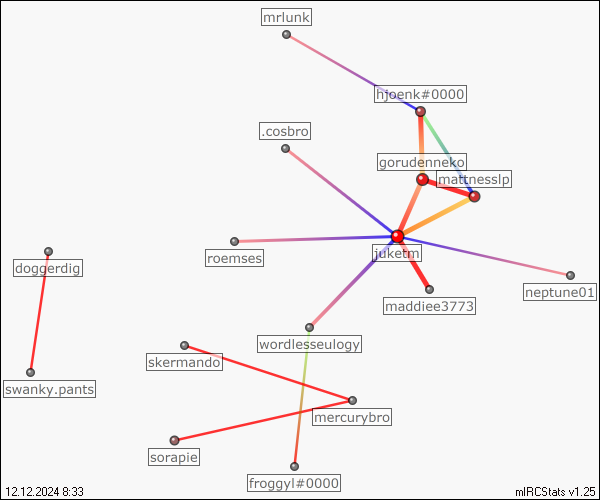 mrlunk
hjoenk#0000
.cosbro
gorudenneko
mattnesslp
juketm
roemses
doggerdig
neptune01
maddiee3773
wordlesseulogy
skermando
swanky.pants
mercurybro
sorapie
froggyl#0000
12.12.2024 8:33
mIRCStats v1.25